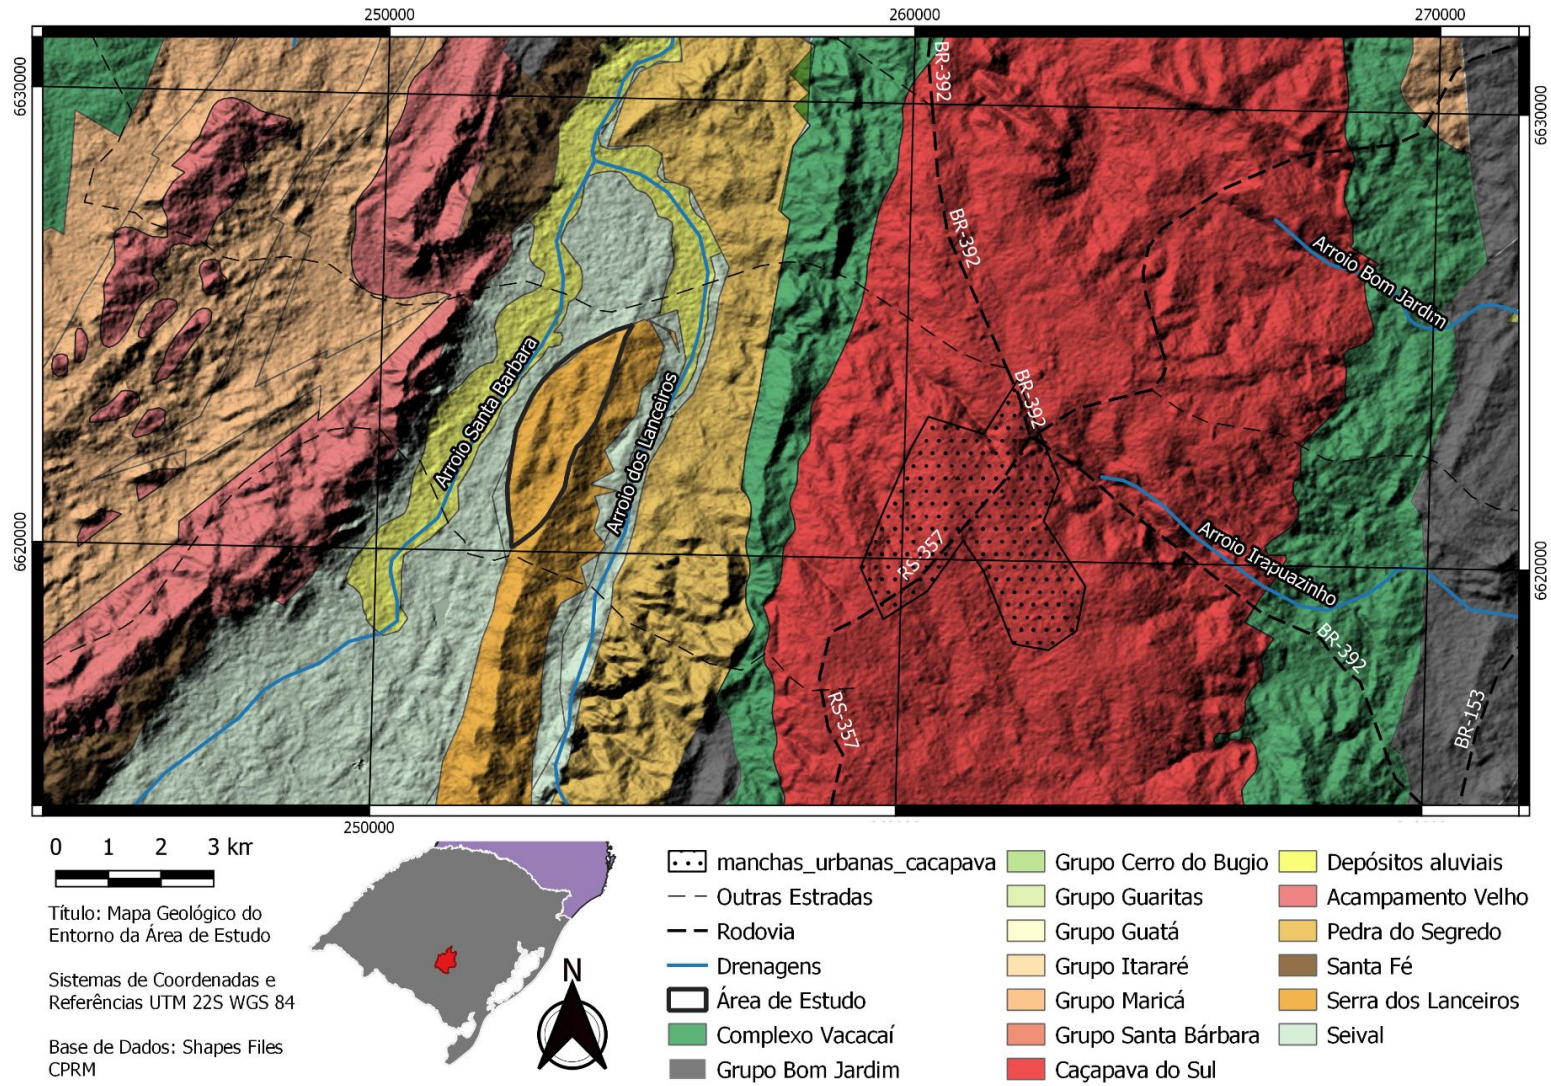 250000
260000
270000
6630000
6630000
BR-392
BR-392
Arroio Bom Jardim
Arroio Santa Barbara
BR-392
Arroio dos Lanceiros
6620000
6620000
RS-357
Arroio Irapuazinho
BR-392
RS-357
BR-153
250000
0 1 2 3 km
Título: Mapa Geológico do
Entorno da Área de Estudo
Sistemas de Coordenadas e
Referências UTM 22S WGS 84
Base de Dados: Shapes Files
CPRM
N
manchas_urbanas_cacapava
Outras Estradas
Rodovia
Drenagens
Área de Estudo
Complexo Vacacaí
Grupo Bom Jardim
Grupo Cerro do Bugio
Grupo Guaritas
Grupo Guatá
Grupo Itararé
Grupo Maricá
Grupo Santa Bárbara
Caçapava do Sul
Depósitos aluviais
Acampamento Velho
Pedra do Segredo
Santa Fé
Serra dos Lanceiros
Seival